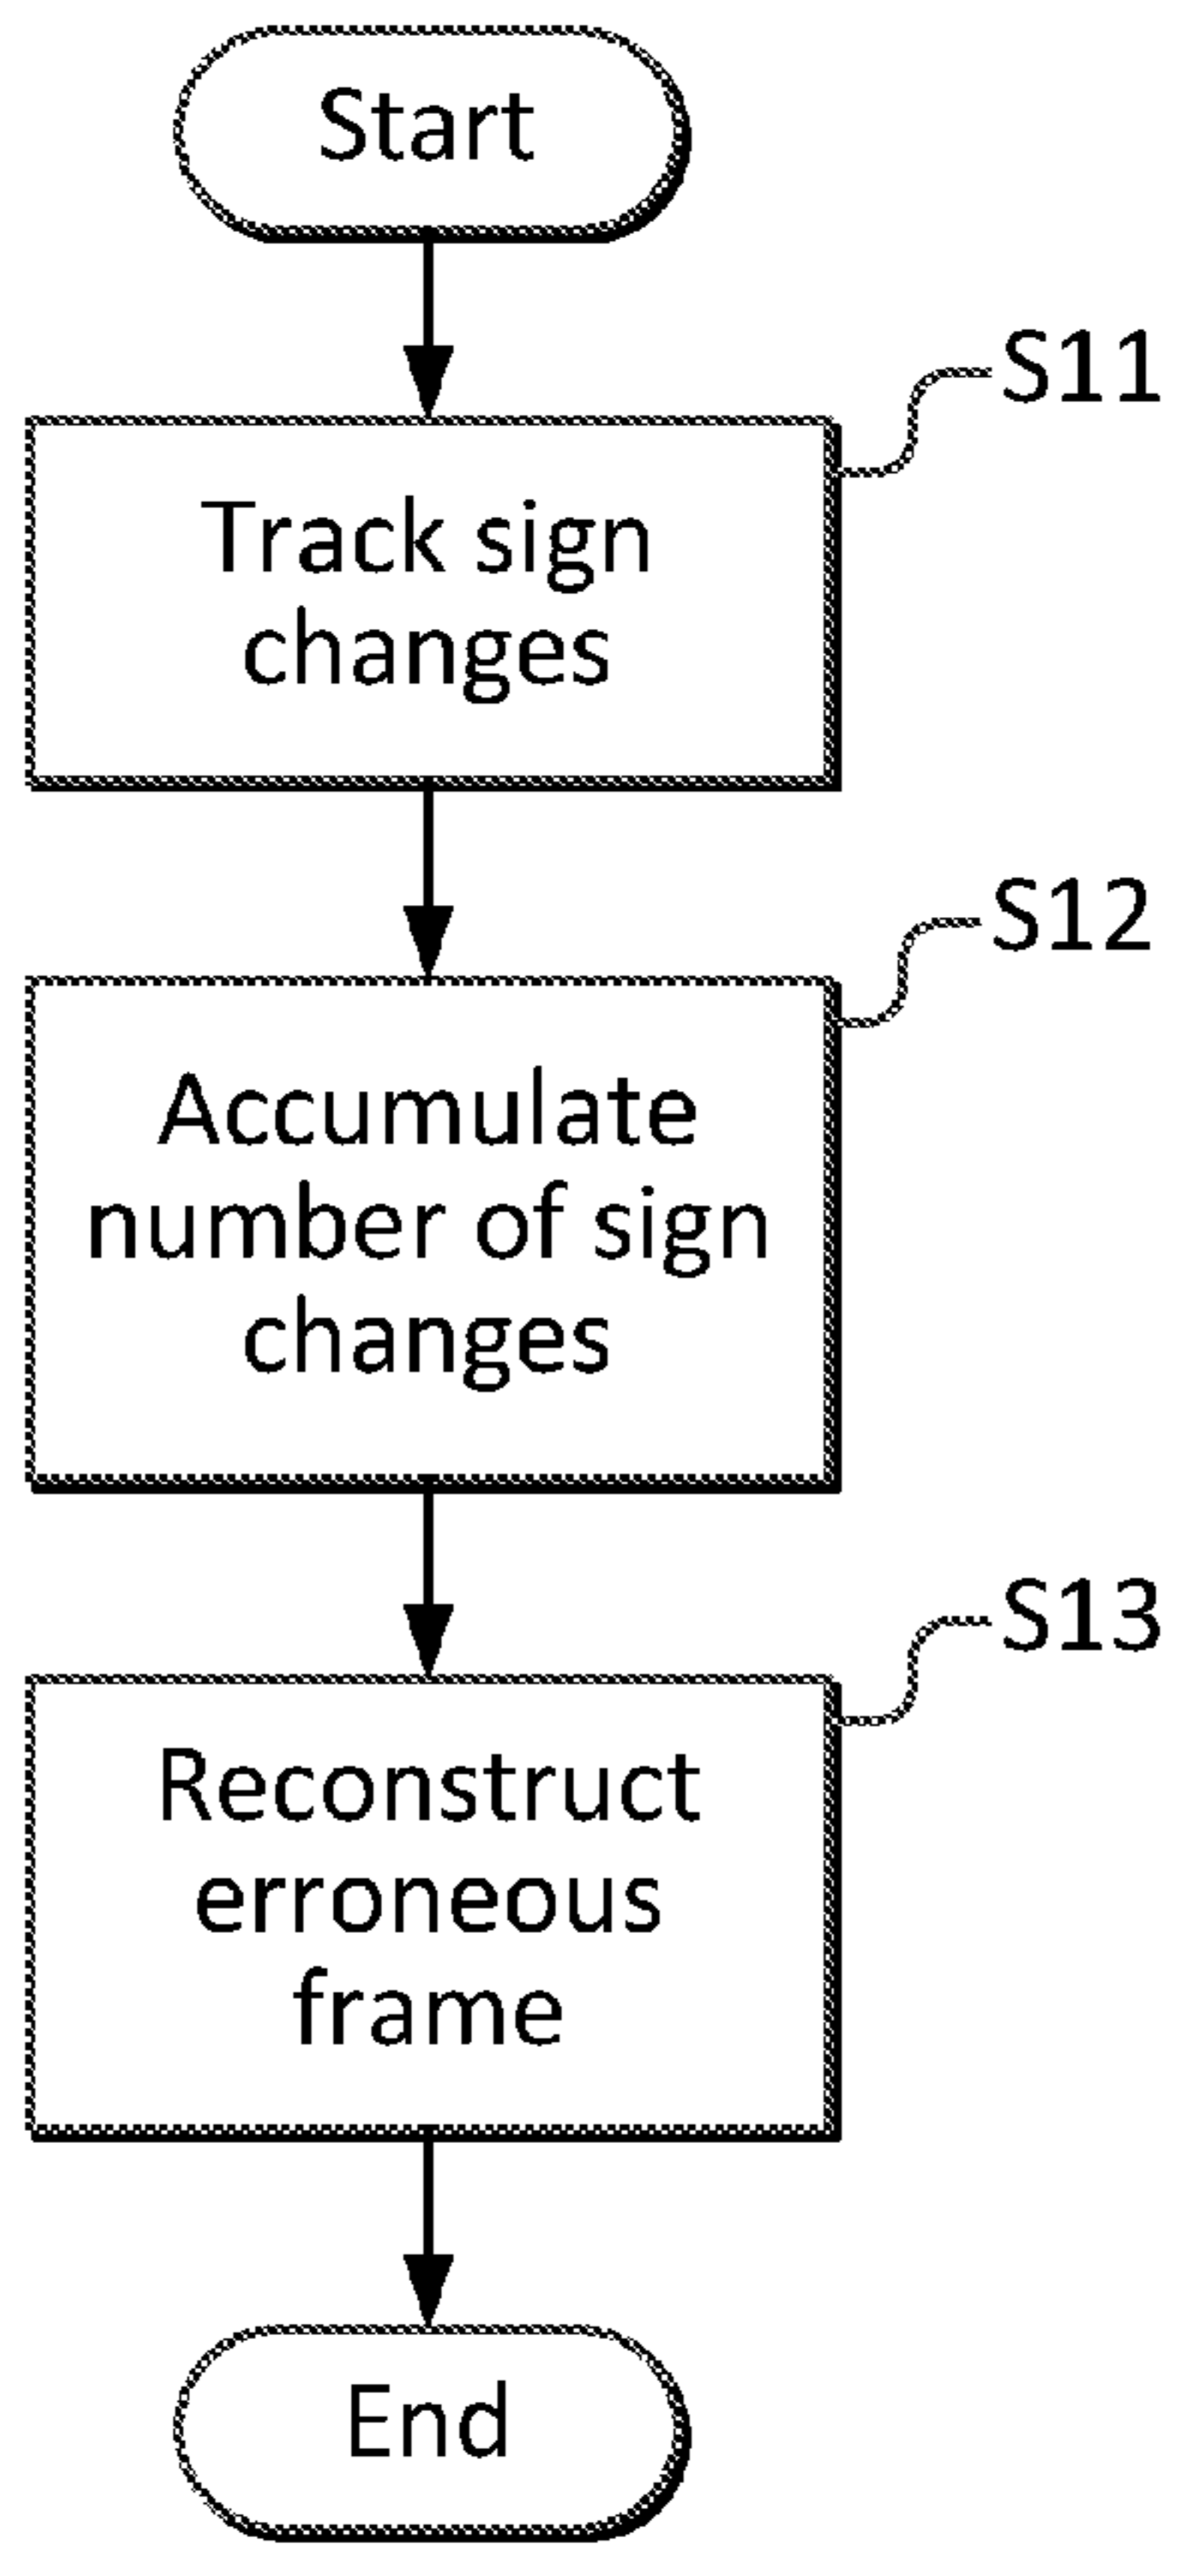 Start
S11
Track sign
changes
S12
Accumulate
number of sign
changes
S13
Reconstruct
erroneous
frame
End